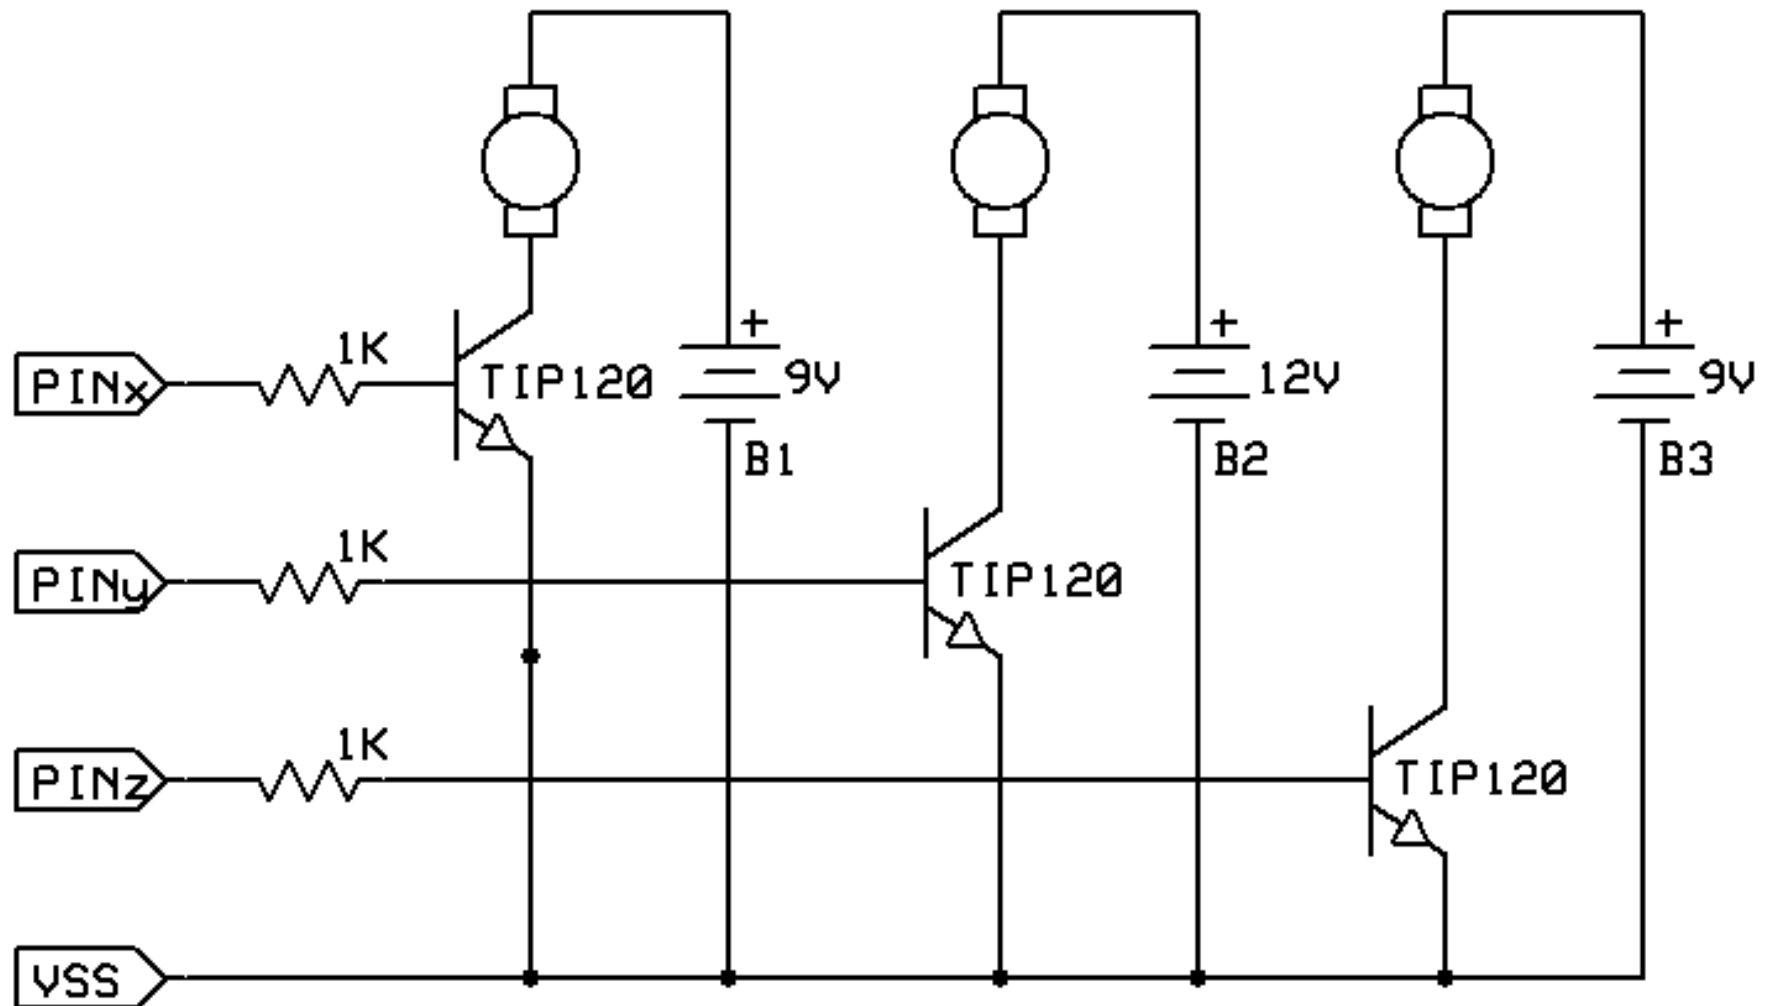 1K
PINx
TIP120
+
9V
B1
+
12V
B2
+
9V
B3
1K
PINy
TIP120
1K
PINz
TIP120
VSS